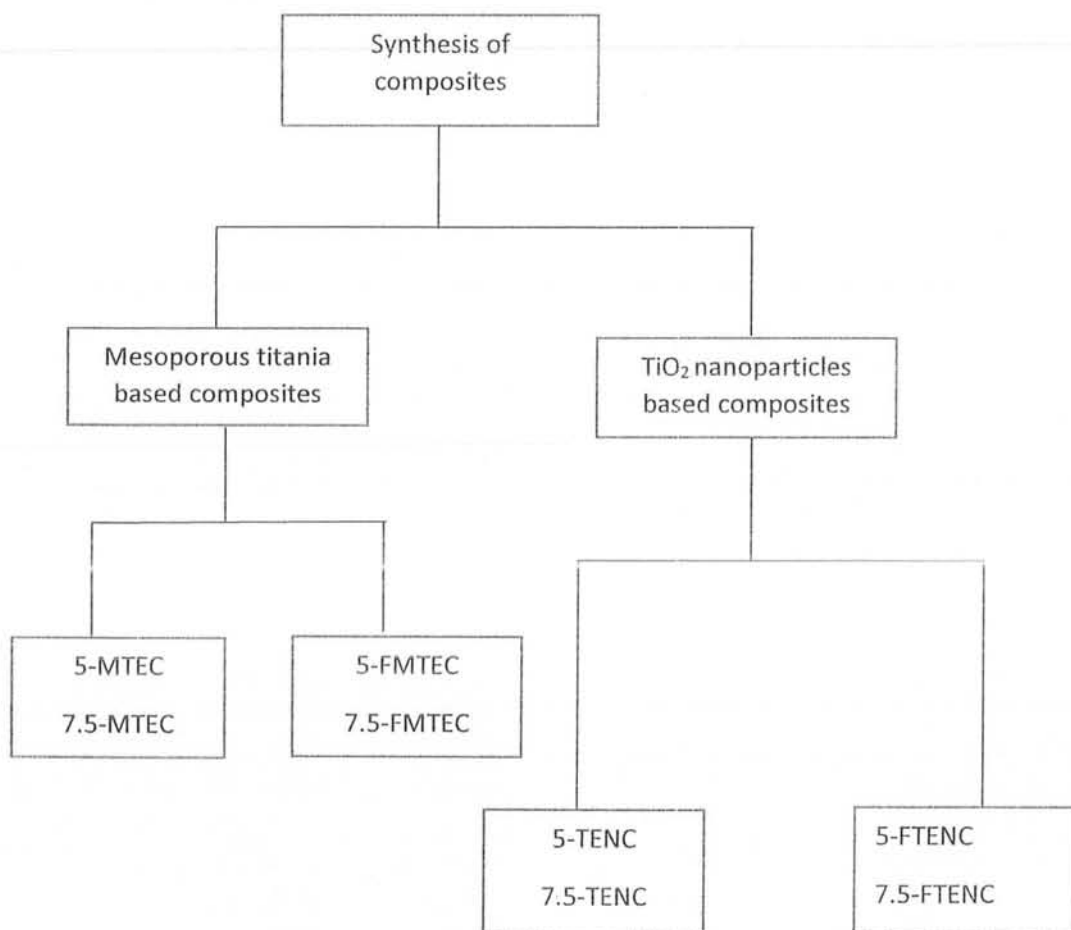 Synthesis of
composites
Mesoporous titania
based composites
TiO₂ nanoparticles
based composites
5-MTEC
7.5-MTEC
5-FMTEC
7.5-FMTEC
5-TENC
7.5-TENC
5-FTENC
7.5-FTENC